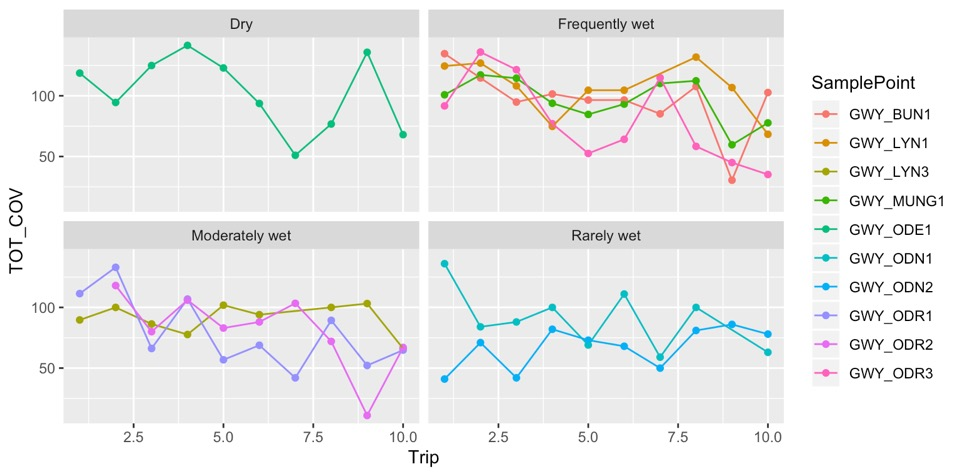 Dry
Frequently wet
100
50
Moderately wet
Rarely wet
100
50
2.5 5.0 7.5 10.0 2.5 5.0 7.5 10.0
Trip
TOT_COV
SamplePoint
GWY_BUN1
GWY_LYN1
GWY_LYN3
GWY_MUNG1
GWY_ODE1
GWY_ODN1
GWY_ODN2
GWY_ODR1
GWY_ODR2
GWY_ODR3